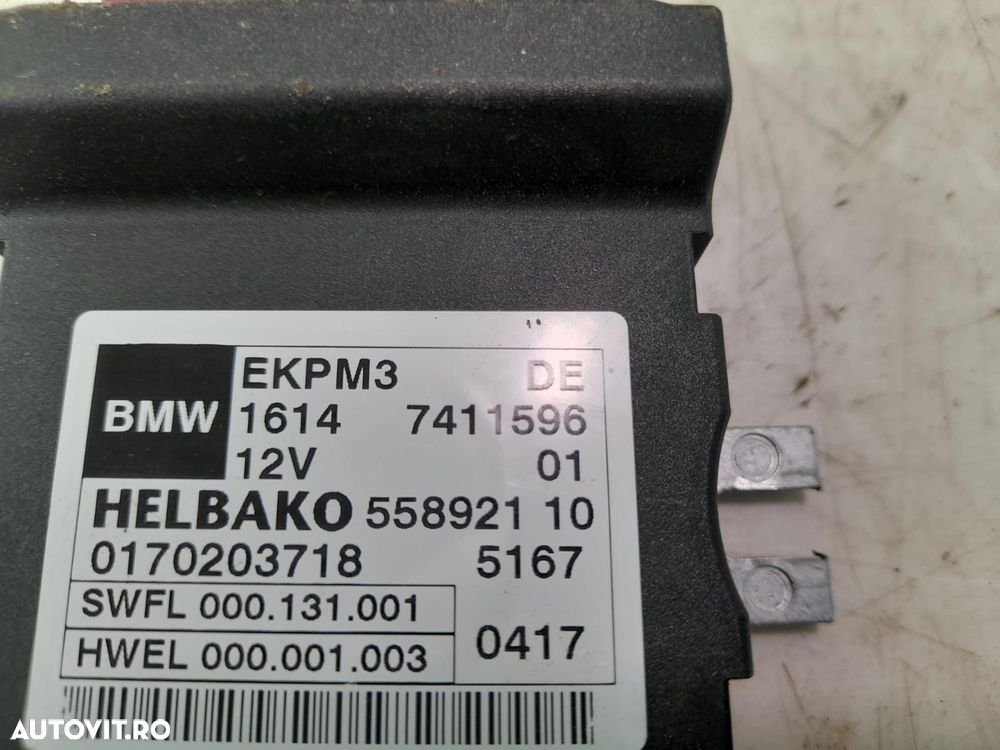 EKPM3 DE
BMW 1614 7411596
12V 01
HELBAKO 558921 10
0170203718 5167
SWFL 000.131.001
HWEL 000.001.003 0417
AUTOVIT.RO